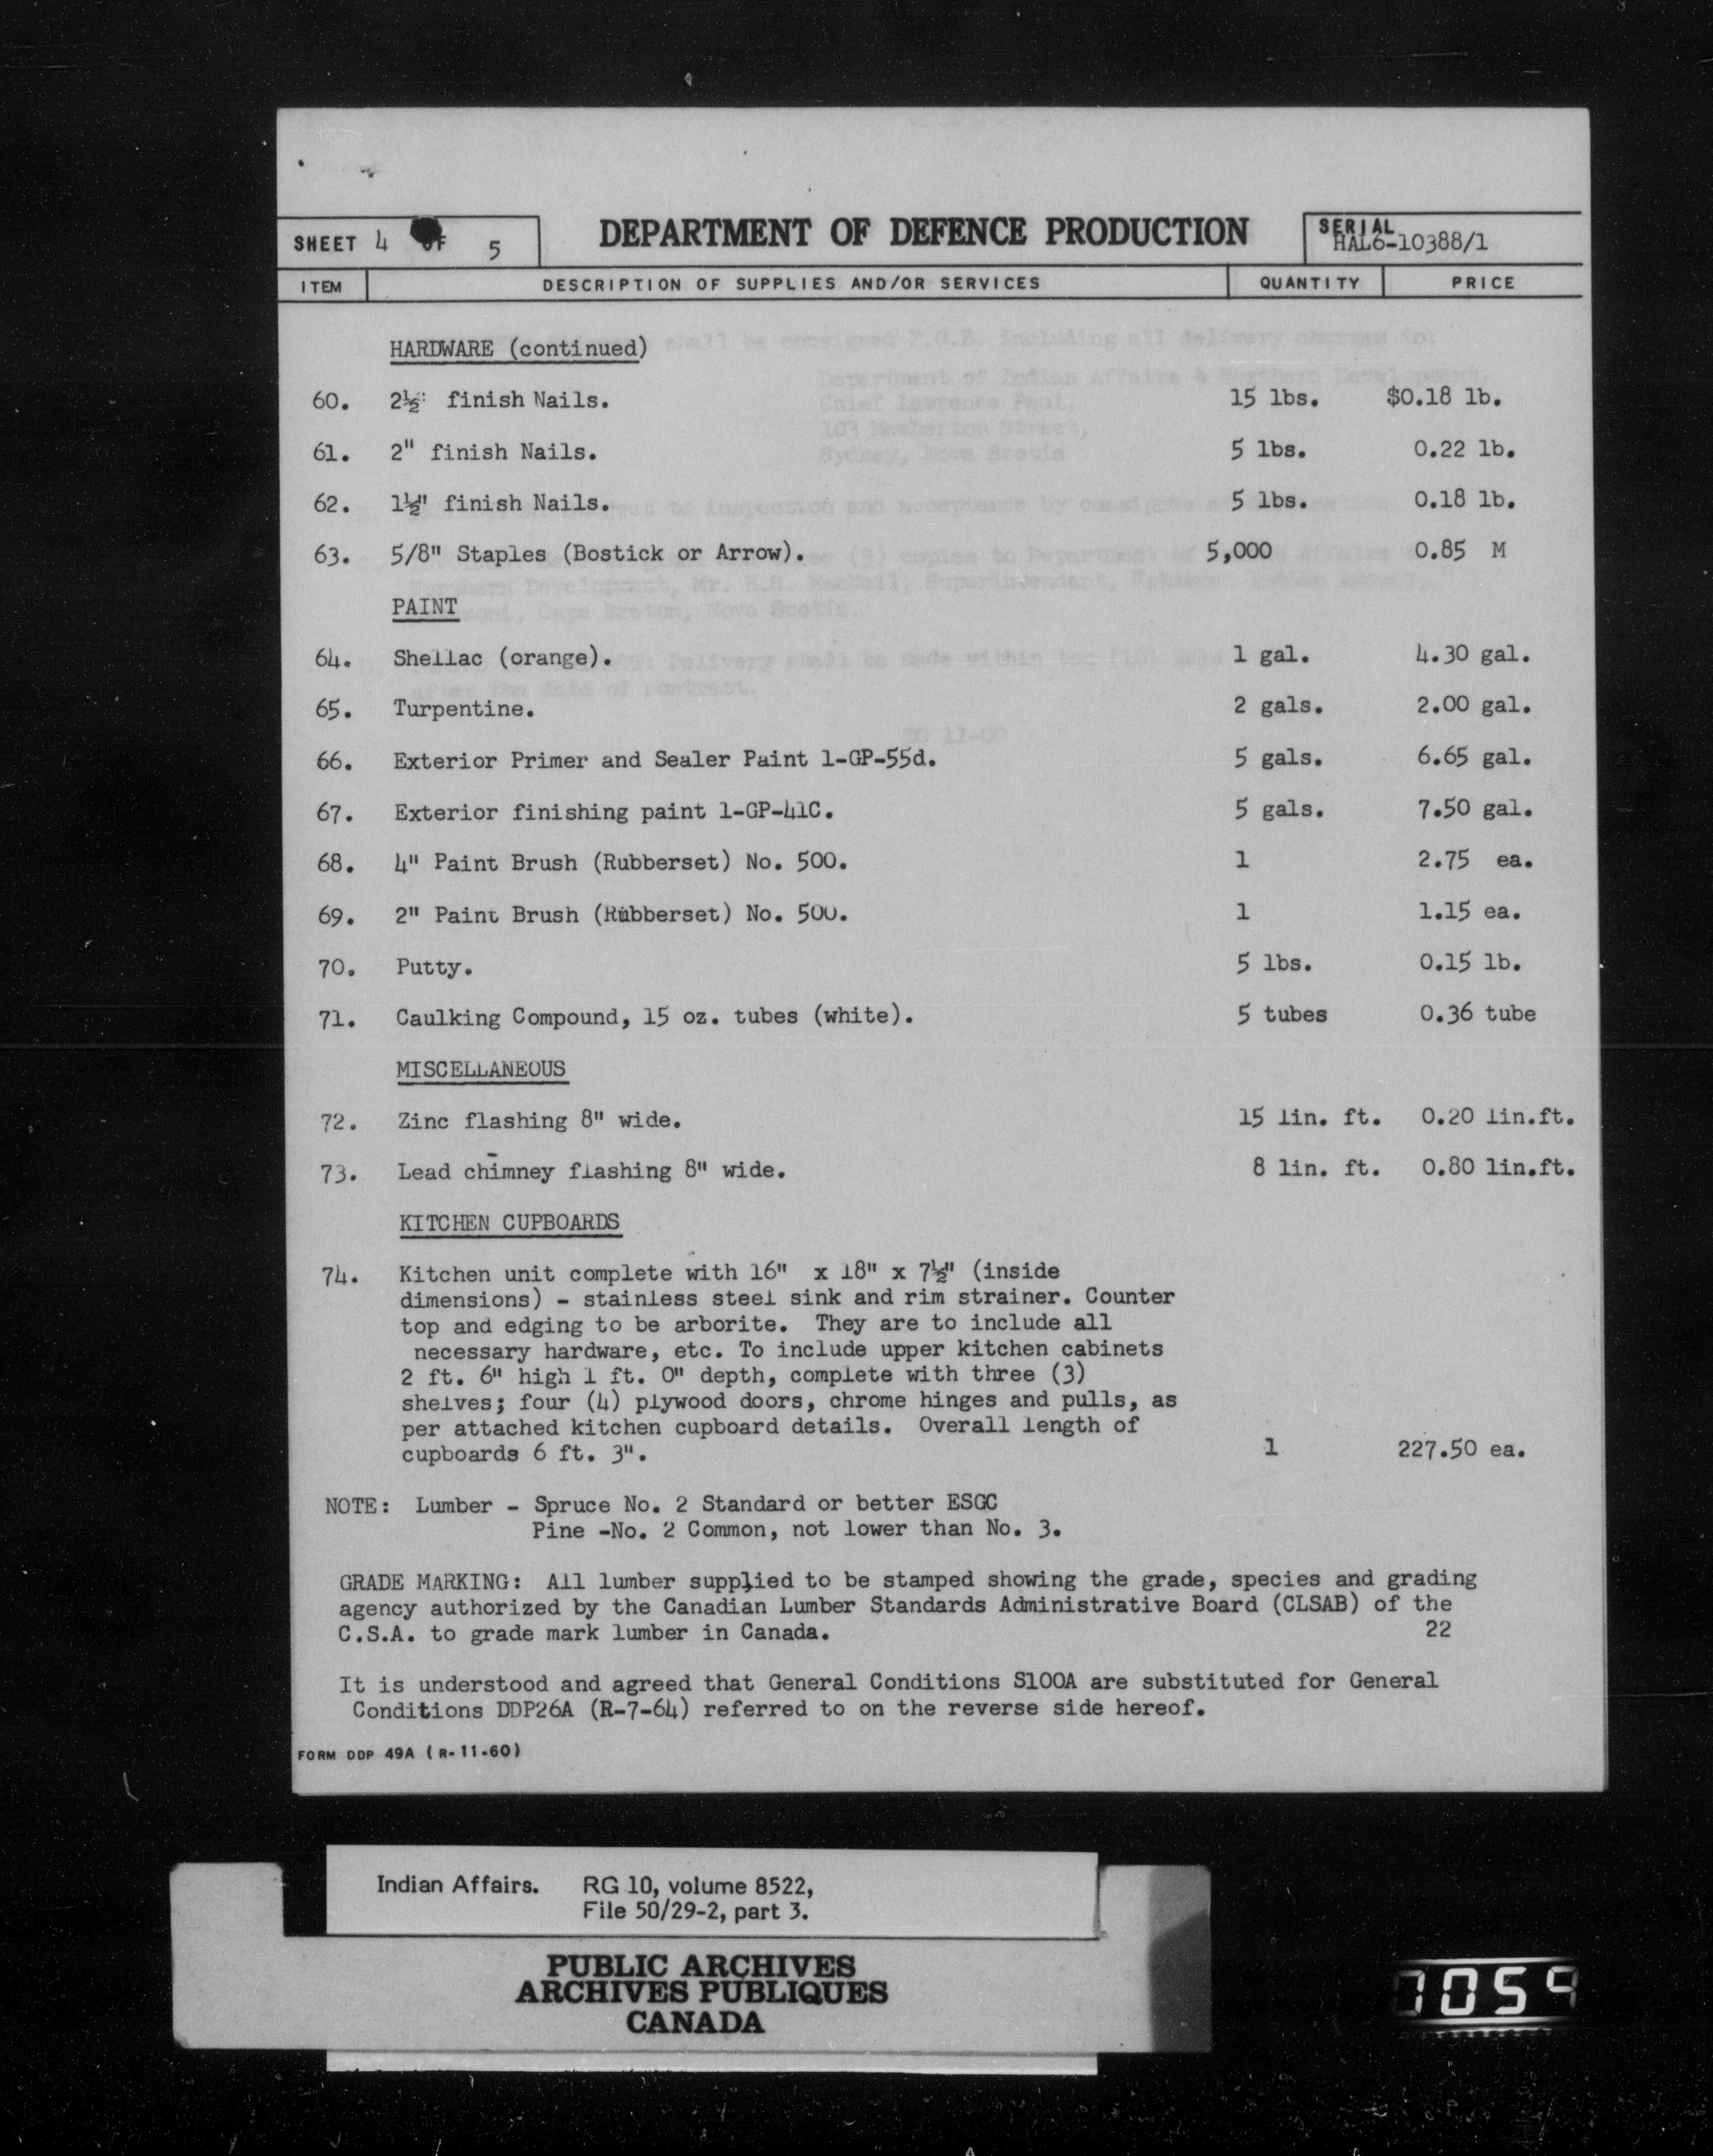 SHEET 4 OF 5
DEPARTMENT OF DEFENCE PRODUCTION
SERIAL
HAL6-10388/1
ITEM DESCRIPTION OF SUPPLIES AND/OR SERVICES QUANTITY PRICE
HARDWARE (continued)
60. 2½" finish Nails. 15 lbs. $0.18 lb.
61. 2" finish Nails. 5 lbs. 0.22 lb.
62. 1½" finish Nails. 5 lbs. 0.18 lb.
63. 5/8" Staples (Bostick or Arrow). 5,000 0.85 M
PAINT
64. Shellac (orange). 1 gal. 4.30 gal.
65. Turpentine. 2 gals. 2.00 gal.
66. Exterior Primer and Sealer Paint 1-GP-55d. 5 gals. 6.65 gal.
67. Exterior finishing paint 1-GP-41C. 5 gals. 7.50 gal.
68. 4" Paint Brush (Rubberset) No. 500. 1 2.75 ea.
69. 2" Paint Brush (Rubberset) No. 500. 1 1.15 ea.
70. Putty. 5 lbs. 0.15 lb.
71. Caulking Compound, 15 oz. tubes (white). 5 tubes 0.36 tube
MISCELLANEOUS
72. Zinc flashing 8" wide. 15 lin. ft. 0.20 lin.ft.
73. Lead chimney flashing 8" wide. 8 lin. ft. 0.80 lin.ft.
KITCHEN CUPBOARDS
74. Kitchen unit complete with 16" x 18" x 7½" (inside
dimensions) - stainless steel sink and rim strainer. Counter
top and edging to be arborite. They are to include all
necessary hardware, etc. To include upper kitchen cabinets
2 ft. 6" high 1 ft. 0" depth, complete with three (3)
shelves; four (4) plywood doors, chrome hinges and pulls, as
per attached kitchen cupboard details. Overall length of
cupboards 6 ft. 3". 1 227.50 ea.
NOTE: Lumber - Spruce No. 2 Standard or better ESGC
Pine -No. 2 Common, not lower than No. 3.
GRADE MARKING: All lumber supplied to be stamped showing the grade, species and grading
agency authorized by the Canadian Lumber Standards Administrative Board (CLSAB) of the
C.S.A. to grade mark lumber in Canada. 22
It is understood and agreed that General Conditions S100A are substituted for General
Conditions DDP26A (R-7-64) referred to on the reverse side hereof.
FORM DDP 49A (R-11-60)
Indian Affairs. RG 10, volume 8522,
File 50/29-2, part 3.
PUBLIC ARCHIVES
ARCHIVES PUBLIQUES
CANADA
1059